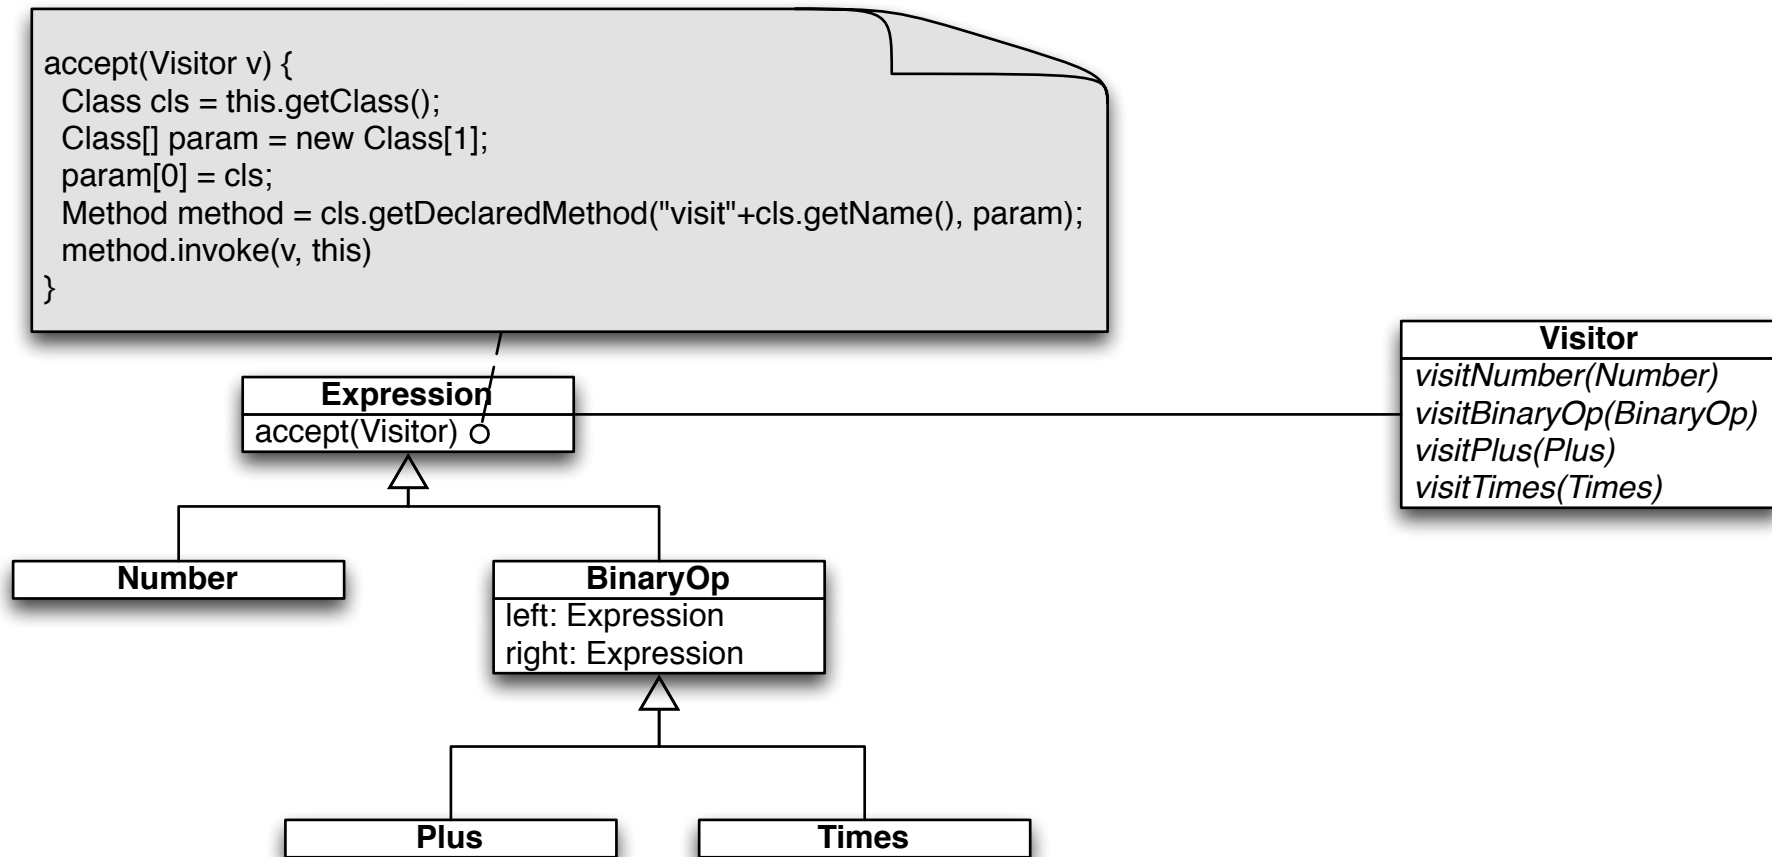 accept(Visitor v) {
  Class cls = this.getClass();
  Class[] param = new Class[1];
  param[0] = cls;
  Method method = cls.getDeclaredMethod("visit"+cls.getName(), param);
  method.invoke(v, this)
}
Expression
accept(Visitor)
Visitor
visitNumber(Number)
visitBinaryOp(BinaryOp)
visitPlus(Plus)
visitTimes(Times)
Number
BinaryOp
left: Expression
right: Expression
Plus
Times